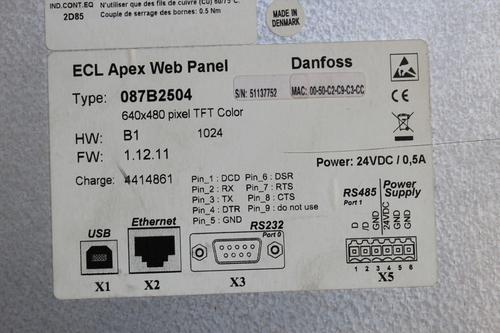 IND.CONT.EQ N'utiliser que des fils de cuivre (CU) 60/75°C.
2D85 Couple de serrage des bornes: 0.5 Nm
MADE IN
DENMARK
ECL Apex Web Panel Danfoss
Type: 087B2504 S/N: 51137752 MAC: 00-50-C2-C9-C3-CC
640x480 pixel TFT Color
HW: B1 1024
FW: 1.12.11
Power: 24VDC / 0,5A
Charge: 4414861
Pin_1 : DCD Pin_6 : DSR
Pin_2 : RX Pin_7 : RTS
Pin_3 : TX Pin_8 : CTS
Pin_4 : DTR Pin_9 : do not use
Pin_5 : GND
RS485 Power
Port 1 Supply
D /D GND 24VDC GND GND
1 2 3 4 5 6
X5
USB Ethernet RS232
Port 0
X1 X2 X3